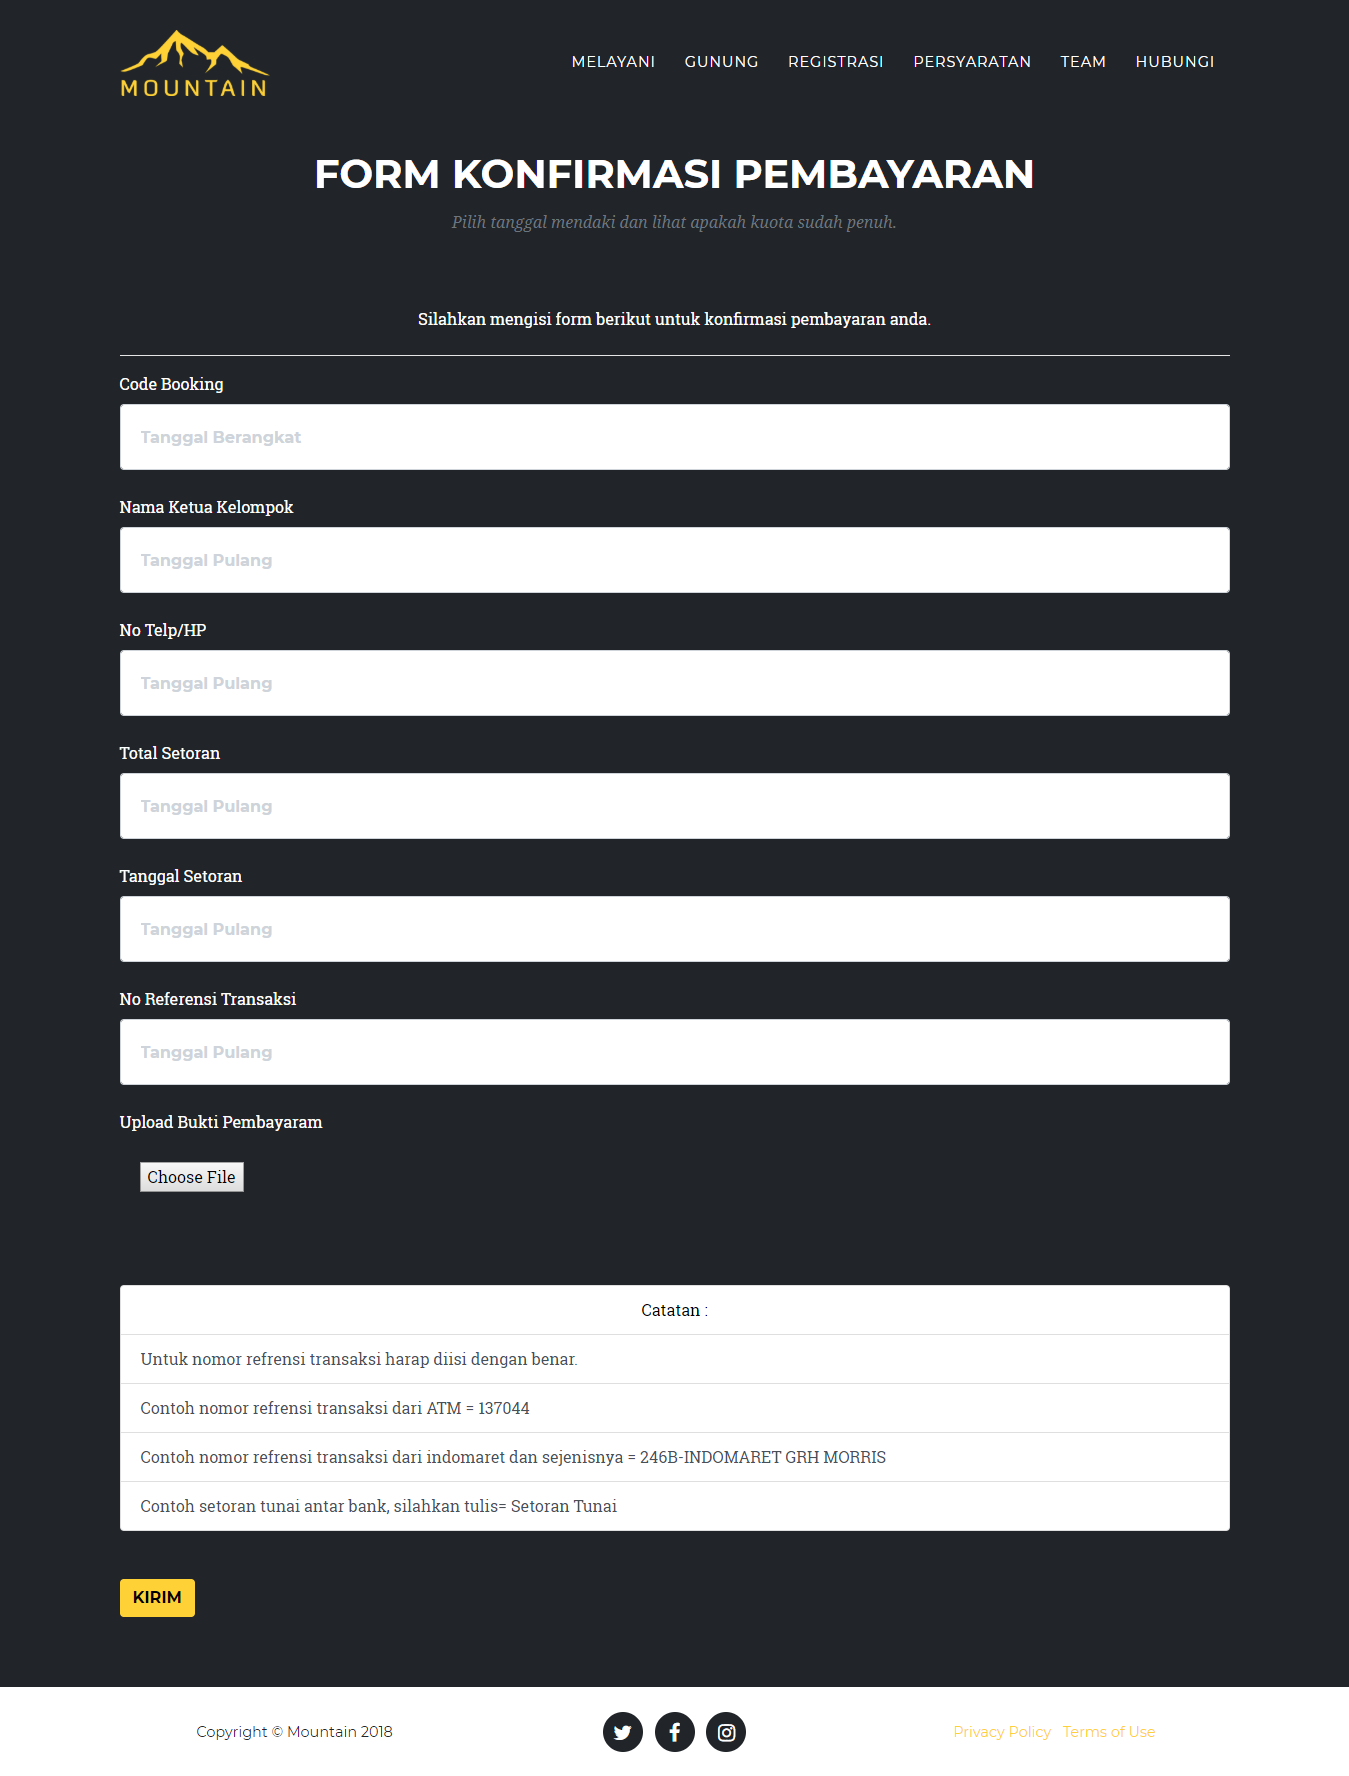 MOUNTAIN
MELAYANI GUNUNG REGISTRASI PERSYARATAN TEAM HUBUNGI
FORM KONFIRMASI PEMBAYARAN
Pilih tanggal mendaki dan lihat apakah kuota sudah penuh.
Silahkan mengisi form berikut untuk konfirmasi pembayaran anda.
Code Booking
Tanggal Berangkat
Nama Ketua Kelompok
Tanggal Pulang
No Telp/HP
Tanggal Pulang
Total Setoran
Tanggal Pulang
Tanggal Setoran
Tanggal Pulang
No Referensi Transaksi
Tanggal Pulang
Upload Bukti Pembayaram
Choose File
Catatan :
Untuk nomor refrensi transaksi harap diisi dengan benar.
Contoh nomor refrensi transaksi dari ATM = 137044
Contoh nomor refrensi transaksi dari indomaret dan sejenisnya = 246B-INDOMARET GRH MORRIS
Contoh setoran tunai antar bank, silahkan tulis= Setoran Tunai
KIRIM
Copyright © Mountain 2018
Privacy Policy Terms of Use